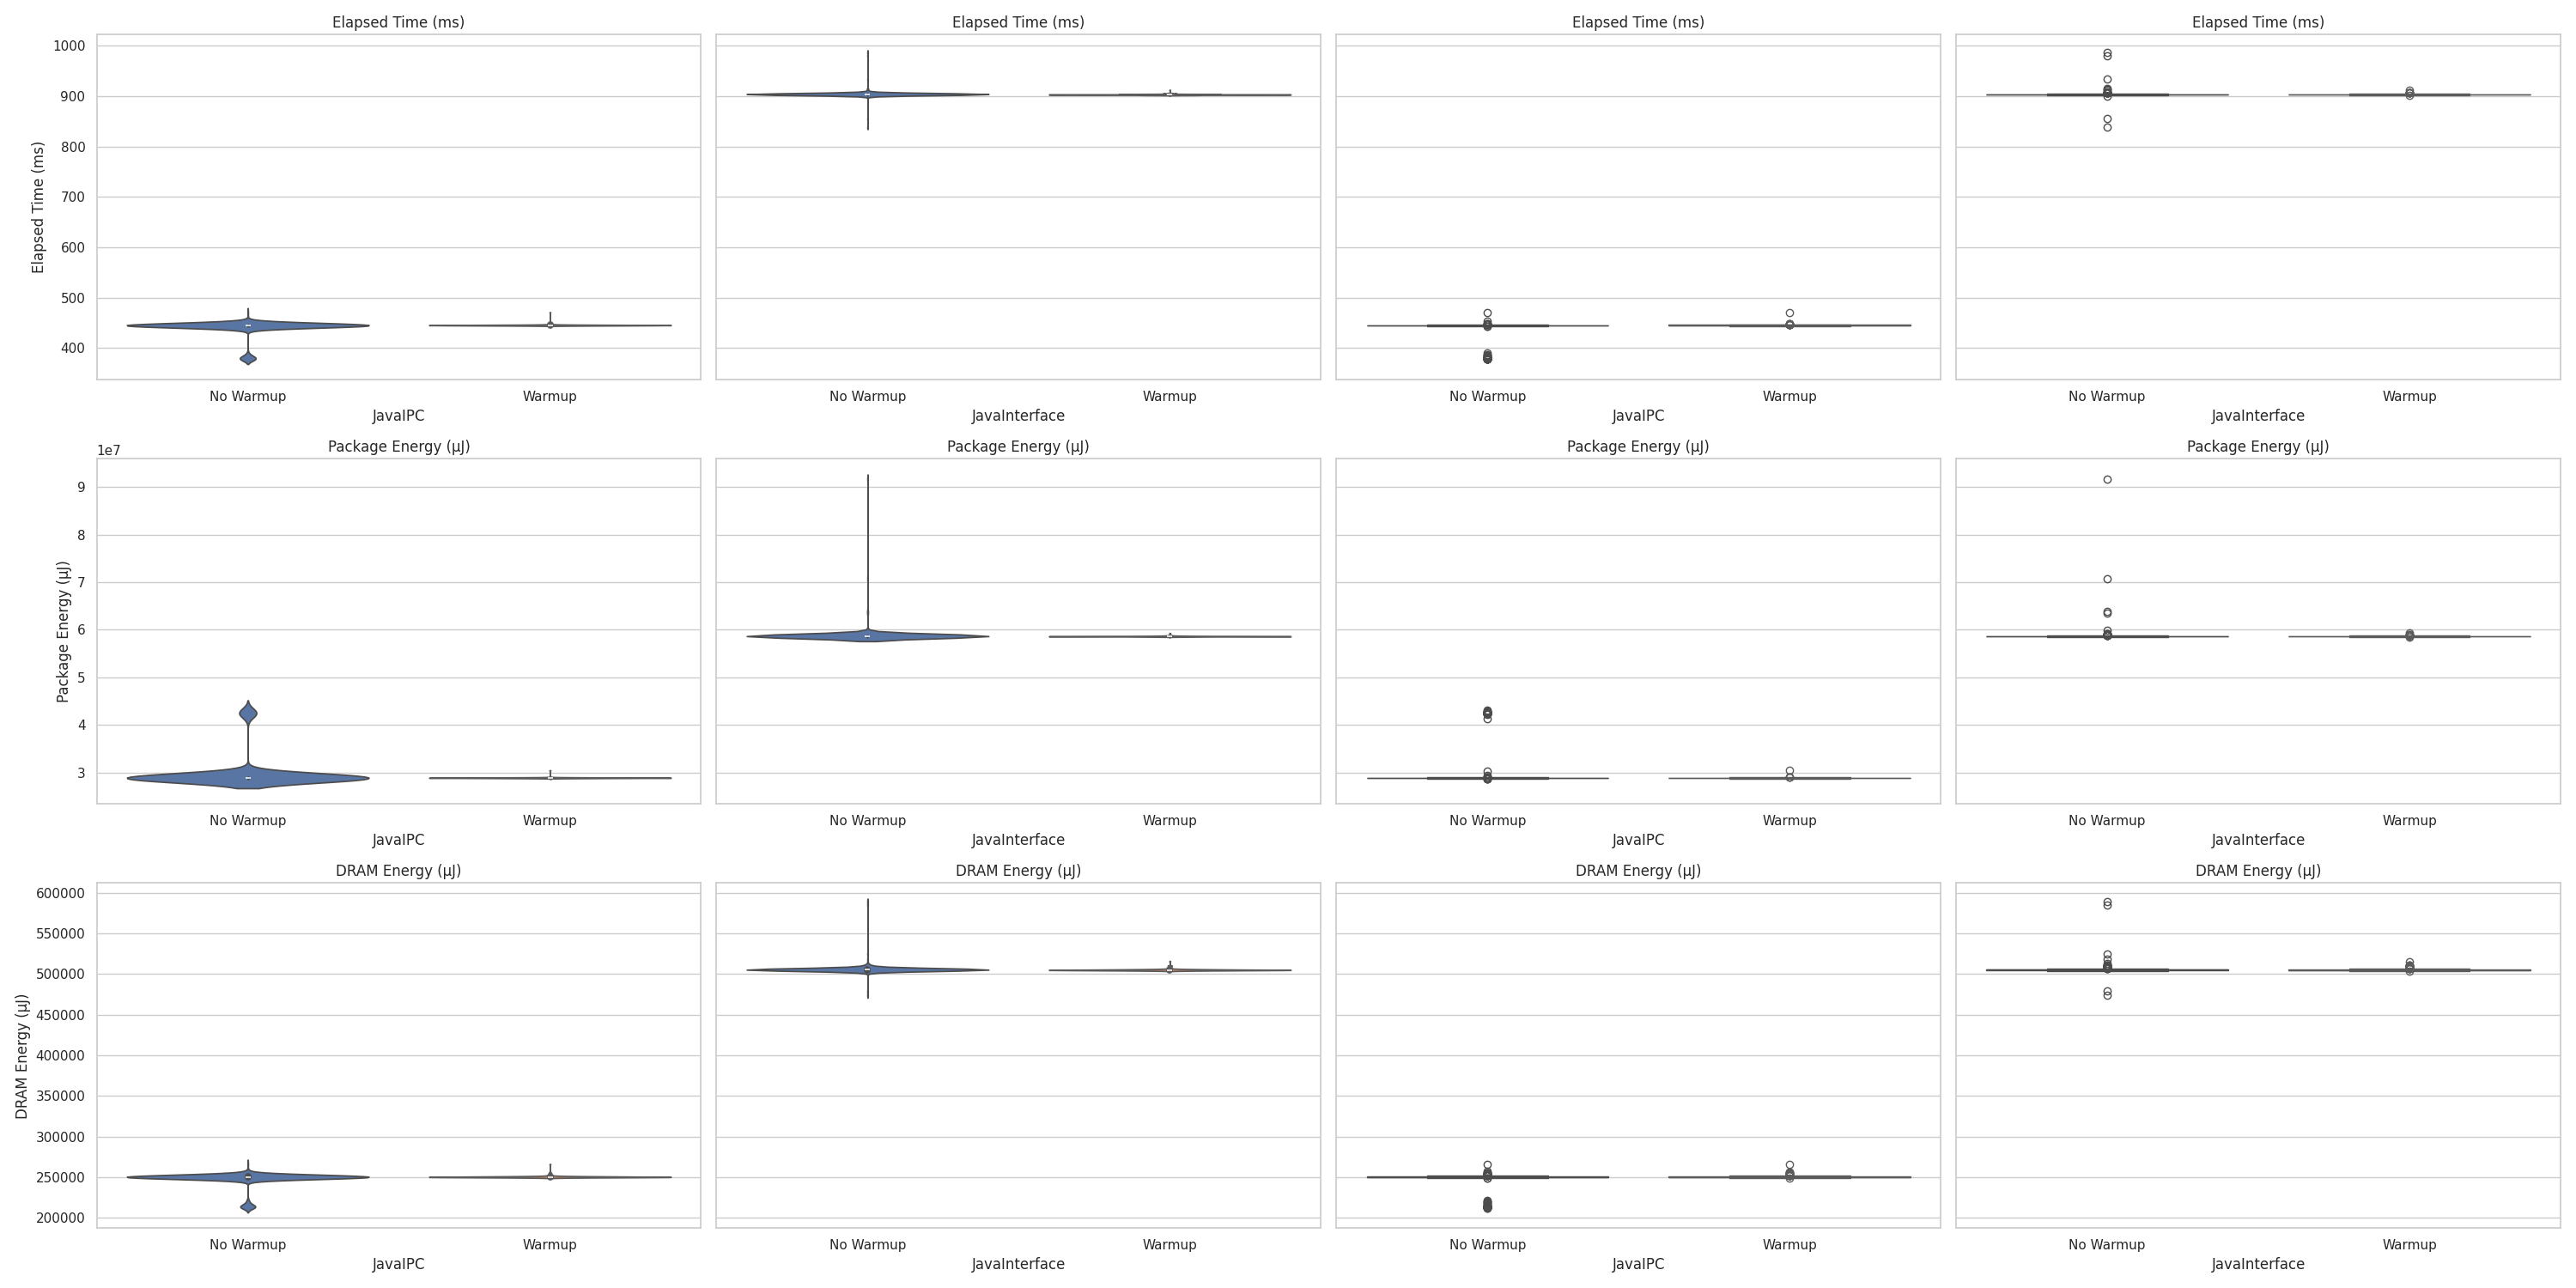 Elapsed Time (ms) Elapsed Time (ms) Elapsed Time (ms) Elapsed Time (ms)
Elapsed Time (ms)
1000
900
800
700
600
500
400
No Warmup Warmup No Warmup Warmup No Warmup Warmup No Warmup Warmup
JavaIPC JavaInterface JavaIPC JavaInterface
Package Energy (µJ) Package Energy (µJ) Package Energy (µJ) Package Energy (µJ)
1e7
Package Energy (µJ)
9
8
7
6
5
4
3
No Warmup Warmup No Warmup Warmup No Warmup Warmup No Warmup Warmup
JavaIPC JavaInterface JavaIPC JavaInterface
DRAM Energy (µJ) DRAM Energy (µJ) DRAM Energy (µJ) DRAM Energy (µJ)
DRAM Energy (µJ)
600000
550000
500000
450000
400000
350000
300000
250000
200000
No Warmup Warmup No Warmup Warmup No Warmup Warmup No Warmup Warmup
JavaIPC JavaInterface JavaIPC JavaInterface